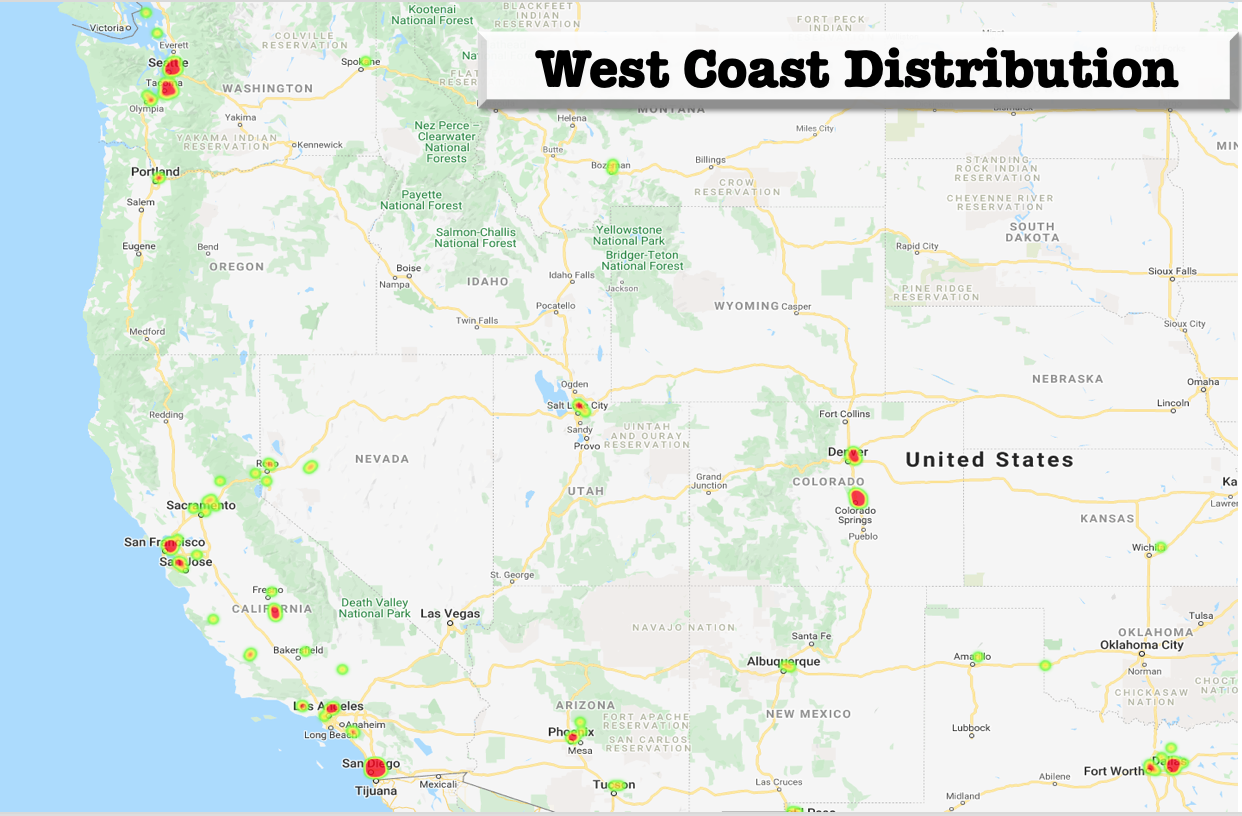 Kootenai
National Forest
BLACKFEET
INDIAN
RESERVATION
FORT PECK
INDIAN
Victoria
Everett
COLVILLE
RESERVATION
West Coast Distribution
Spokane
Tacoma
WASHINGTON
Olympia
MONTANA
Bismarck
Yakima
Helena
YAKAMA INDIAN
RESERVATION
Nez Perce –
Clearwater
National
Forests
Miles City
Kennewick
Butte
Billings
MIN
Portland
STANDING
ROCK INDIAN
RESERVATION
CROW
RESERVATION
Salem
Payette
National Forest
CHEYENNE RIVER
RESERVATION
Eugene
Bend
Salmon-Challis
National Forest
Yellowstone
National Park
Bridger-Teton
National Forest
SOUTH
DAKOTA
Rapid City
OREGON
Boise
Nampa
IDAHO
Idaho Falls
Jackson
Sioux Falls
PINE RIDGE
RESERVATION
Pocatello
WYOMING
Casper
Twin Falls
Medford
Sioux City
Ogden
NEBRASKA
Omaha
Salt Lake City
Lincoln
Redding
Fort Collins
Sandy
Provo
UINTAH
AND OURAY
RESERVATION
Denver
NEVADA
United States
Reno
Grand
Junction
COLORADO
UTAH
Ka
Sacramento
Lawren
Colorado
Springs
KANSAS
Pueblo
San Francisco
San Jose
Wichita
St. George
Fresno
CALIFORNIA
Death Valley
National Park
Las Vegas
NAVAJO NATION
Tulsa
Santa Fe
OKLAHOMA
Oklahoma City
Bakersfield
Albuquerque
Amarillo
Norman
CHICKASAW
NATION
CHOCT
NATIO
Los Angeles
ARIZONA
FORT APACHE
RESERVATION
NEW MEXICO
Anaheim
Long Beach
Phoenix
Mesa
SAN CARLOS
RESERVATION
Lubbock
San Diego
Fort Worth
Dallas
Tijuana
Mexicali
Tucson
Las Cruces
Abilene
Midland
El Paso